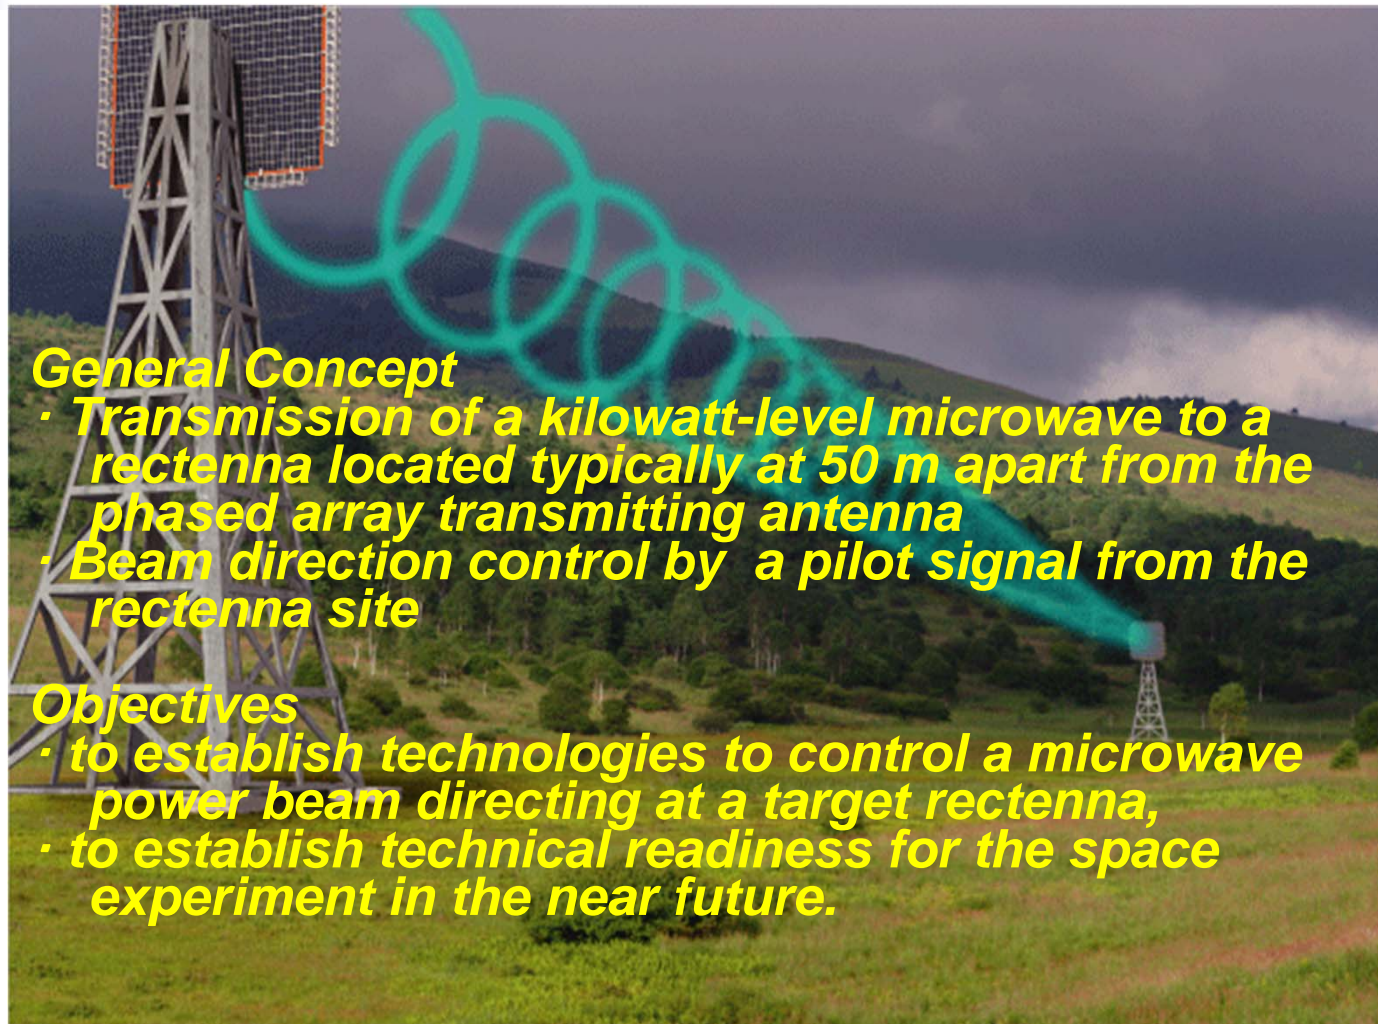 General Concept
· Transmission of a kilowatt-level microwave to a
rectenna located typically at 50 m apart from the
phased array transmitting antenna
· Beam direction control by  a pilot signal from the
rectenna site
Objectives
· to establish technologies to control a microwave
power beam directing at a target rectenna,
· to establish technical readiness for the space
experiment in the near future.